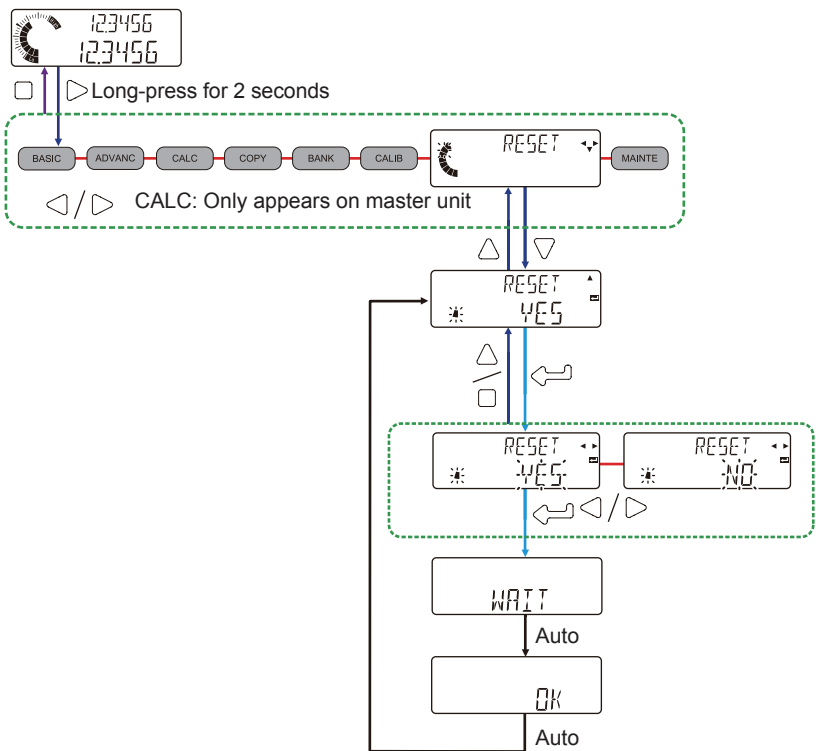 12.3456
12.3456
Long-press for 2 seconds
BASIC ADVANC CALC COPY BANK CALIB RESET MAINTE
CALC: Only appears on master unit
RESET
YES
RESET RESET
YES NO
WAIT
Auto
OK
Auto